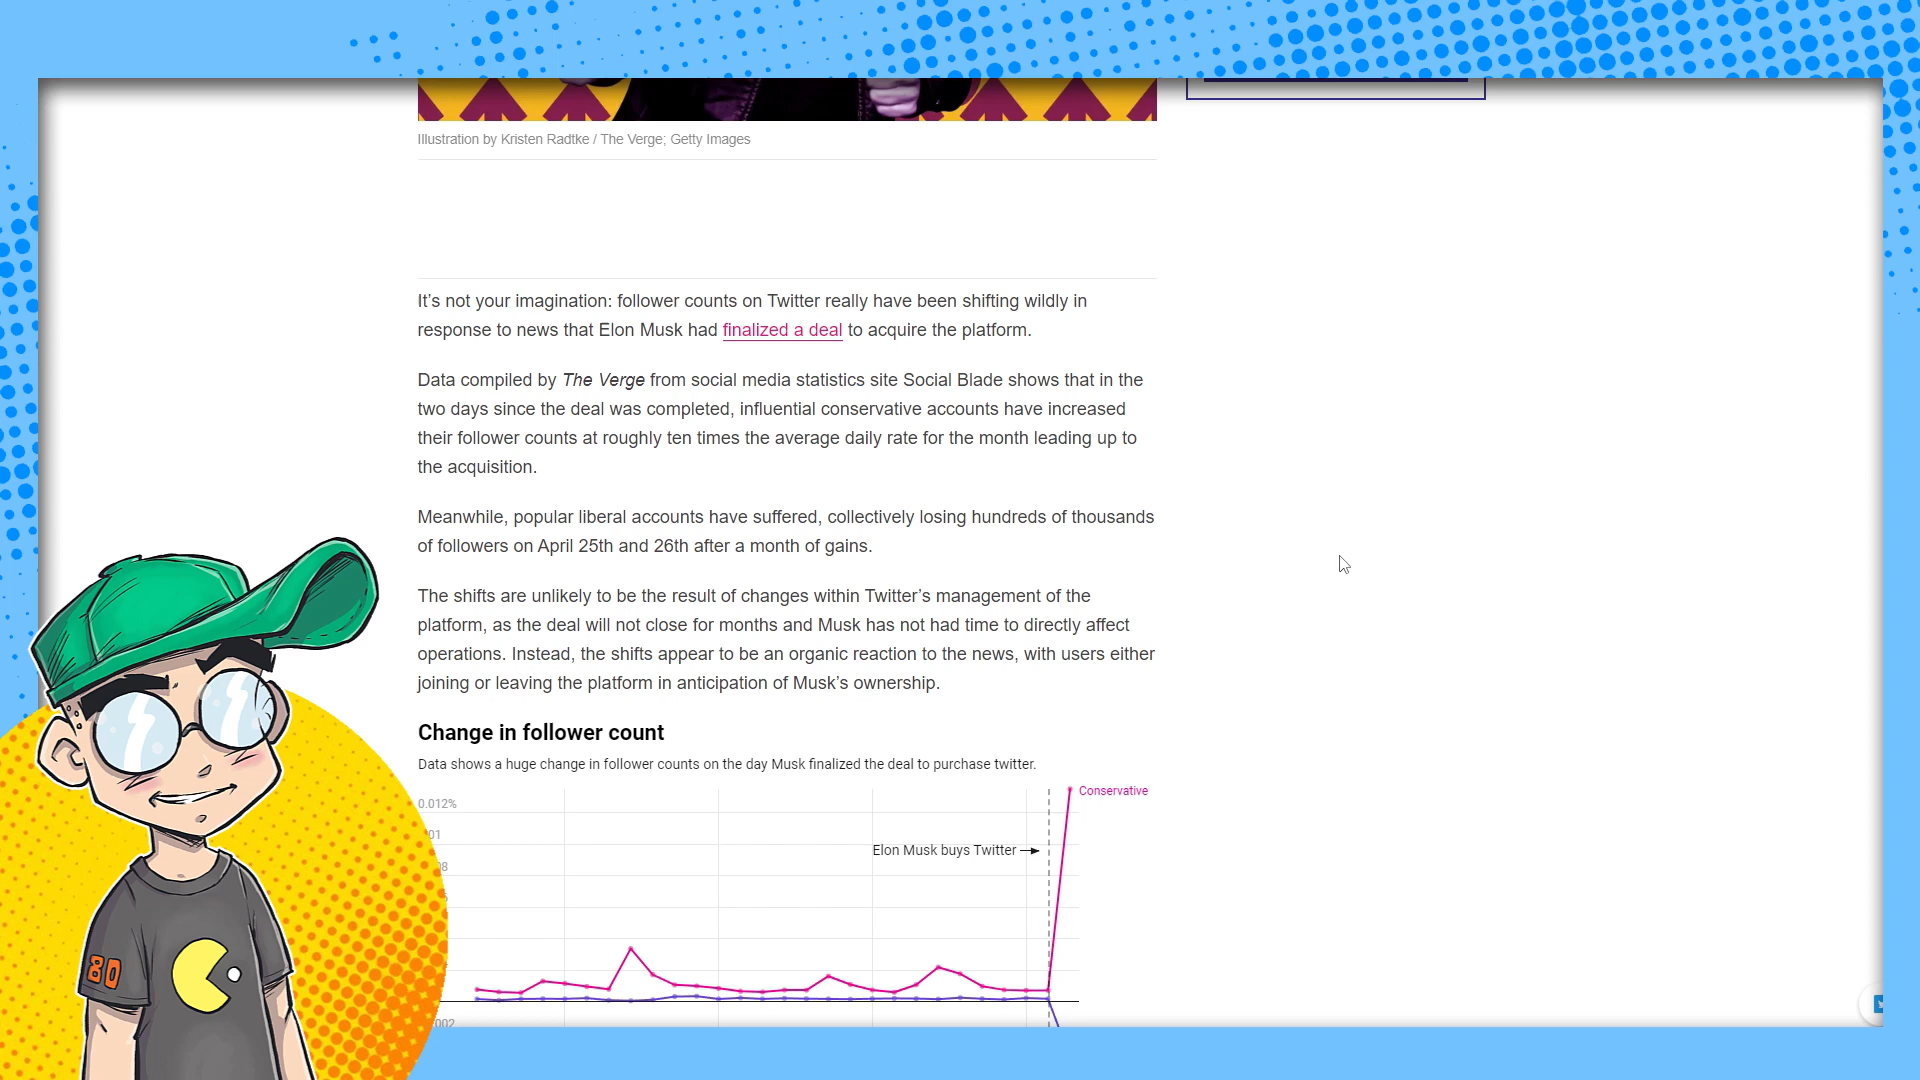 Illustration by Kristen Radtke / The Verge; Getty Images
It’s not your imagination: follower counts on Twitter really have been shifting wildly in
response to news that Elon Musk had finalized a deal to acquire the platform.
Data compiled by The Verge from social media statistics site Social Blade shows that in the
two days since the deal was completed, influential conservative accounts have increased
their follower counts at roughly ten times the average daily rate for the month leading up to
the acquisition.
Meanwhile, popular liberal accounts have suffered, collectively losing hundreds of thousands
of followers on April 25th and 26th after a month of gains.
The shifts are unlikely to be the result of changes within Twitter’s management of the
platform, as the deal will not close for months and Musk has not had time to directly affect
operations. Instead, the shifts appear to be an organic reaction to the news, with users either
joining or leaving the platform in anticipation of Musk’s ownership.
Change in follower count
Data shows a huge change in follower counts on the day Musk finalized the deal to purchase twitter.
Conservative
0.012%
01
Elon Musk buys Twitter
8
80
002